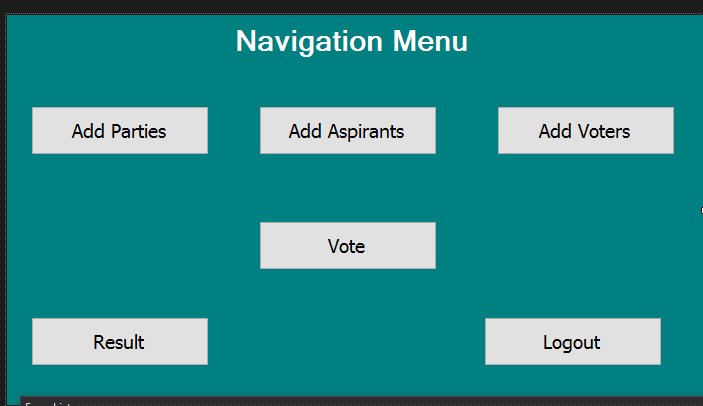 Navigation Menu
Add Parties
Add Aspirants
Add Voters
Vote
Result
Logout